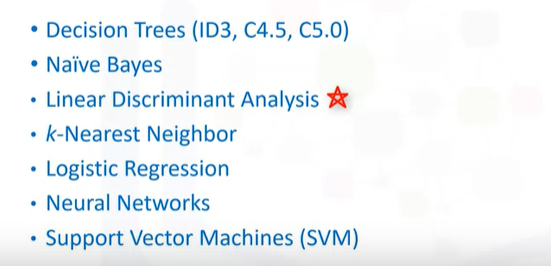 • Decision Trees (ID3, C4.5, C5.0)
• Naïve Bayes
• Linear Discriminant Analysis
• k-Nearest Neighbor
• Logistic Regression
• Neural Networks
• Support Vector Machines (SVM)